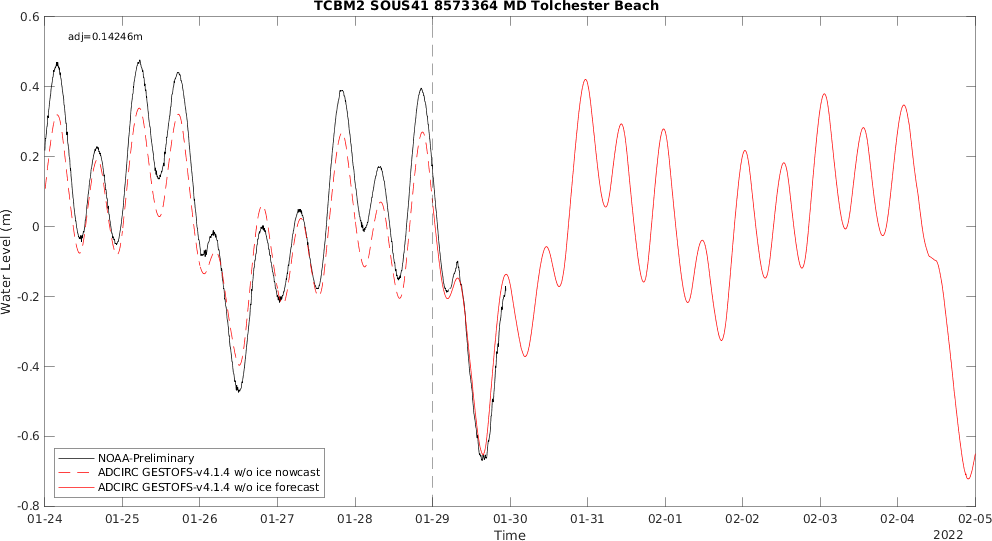 TCBM2 SOUS41 8573364 MD Tolchester Beach
adj=0.14246m
Water Level (m)
0.6
0.4
0.2
0
-0.2
-0.4
-0.6
-0.8
NOAA-Preliminary
ADCIRC GESTOFS-v4.1.4 w/o ice nowcast
ADCIRC GESTOFS-v4.1.4 w/o ice forecast
01-24 01-25 01-26 01-27 01-28 01-29 01-30 01-31 02-01 02-02 02-03 02-04 02-05
Time
2022